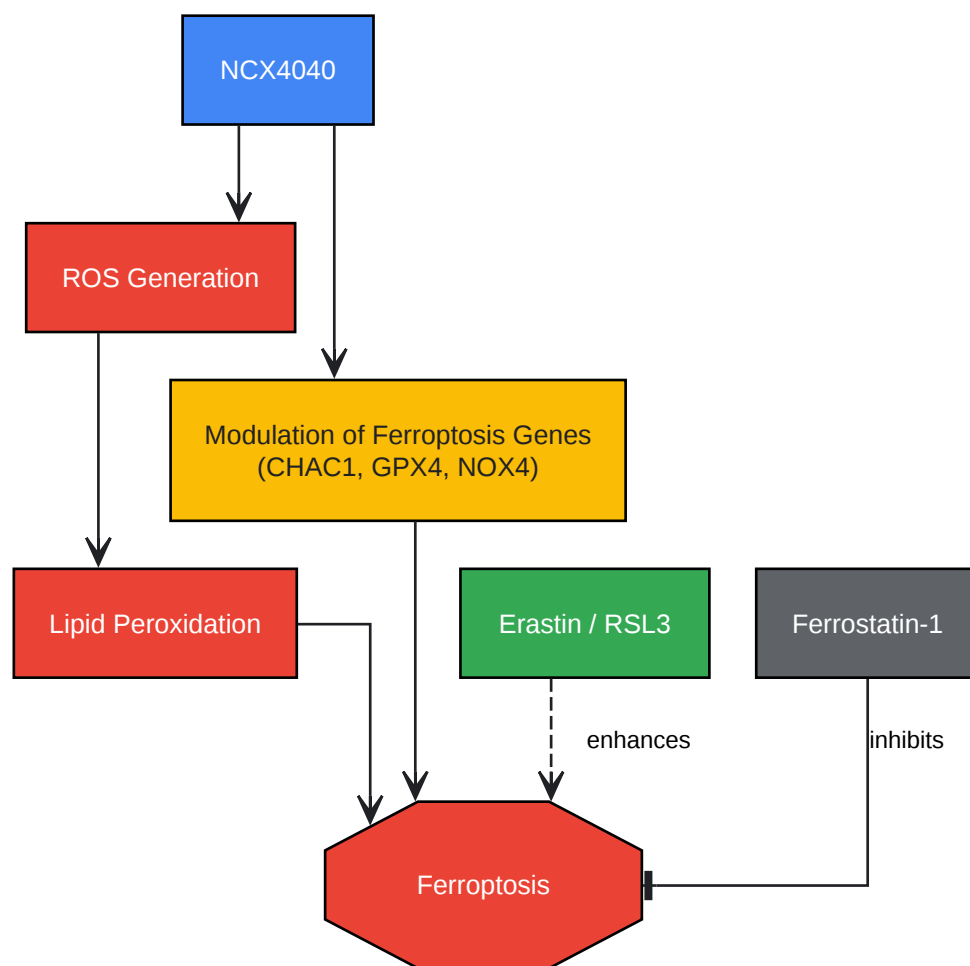 NCX4040
ROS Generation
Modulation of Ferroptosis Genes
(CHAC1, GPX4, NOX4)
Lipid Peroxidation
Erastin / RSL3
Ferrostatin-1
enhances
inhibits
Ferroptosis